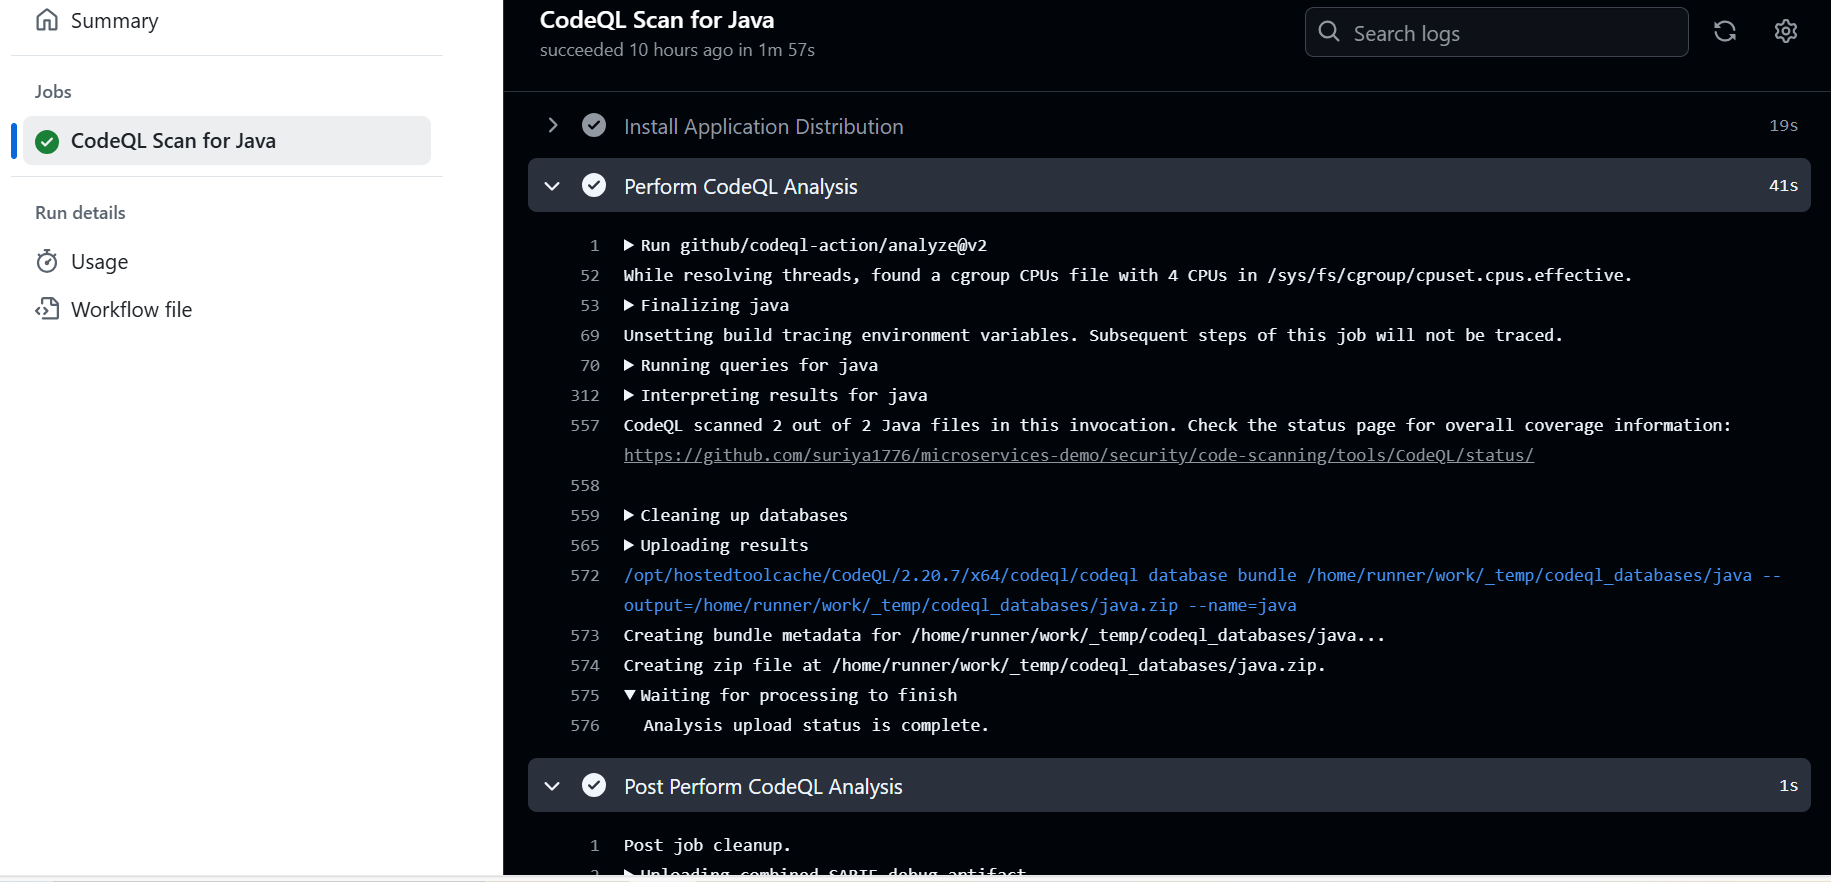 Summary
Jobs
CodeQL Scan for Java
Run details
Usage
Workflow file
CodeQL Scan for Java
succeeded 10 hours ago in 1m 57s
Search logs
Install Application Distribution 19s
Perform CodeQL Analysis 41s
1 Run github/codeql-action/analyze@v2
52 While resolving threads, found a cgroup CPUs file with 4 CPUs in /sys/fs/cgroup/cpuset.cpus.effective.
53 Finalizing java
69 Unsetting build tracing environment variables. Subsequent steps of this job will not be traced.
70 Running queries for java
312 Interpreting results for java
557 CodeQL scanned 2 out of 2 Java files in this invocation. Check the status page for overall coverage information:
https://github.com/suriya1776/microservices-demo/security/code-scanning/tools/CodeQL/status/
558
559 Cleaning up databases
565 Uploading results
572 /opt/hostedtoolcache/CodeQL/2.20.7/x64/codeql/codeql database bundle /home/runner/work/_temp/codeql_databases/java --
output=/home/runner/work/_temp/codeql_databases/java.zip --name=java
573 Creating bundle metadata for /home/runner/work/_temp/codeql_databases/java...
574 Creating zip file at /home/runner/work/_temp/codeql_databases/java.zip.
575 Waiting for processing to finish
576 Analysis upload status is complete.
Post Perform CodeQL Analysis 1s
1 Post job cleanup.
2 Uploading combined SARIF debug artifact